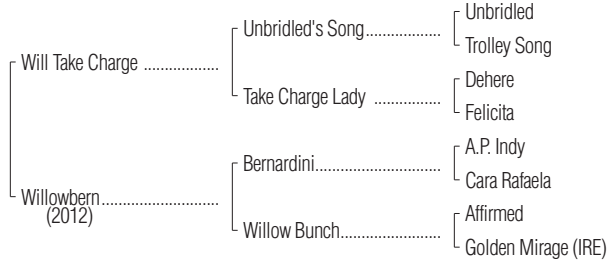 Unbridled
Unbridled's Song..................
Trolley Song
Will Take Charge ..................
Dehere
Take Charge Lady ................
Felicita
A.P. Indy
Bernardini..............................
Cara Rafaela
Willowbern............................
(2012)
Affirmed
Willow Bunch........................
Golden Mirage (IRE)